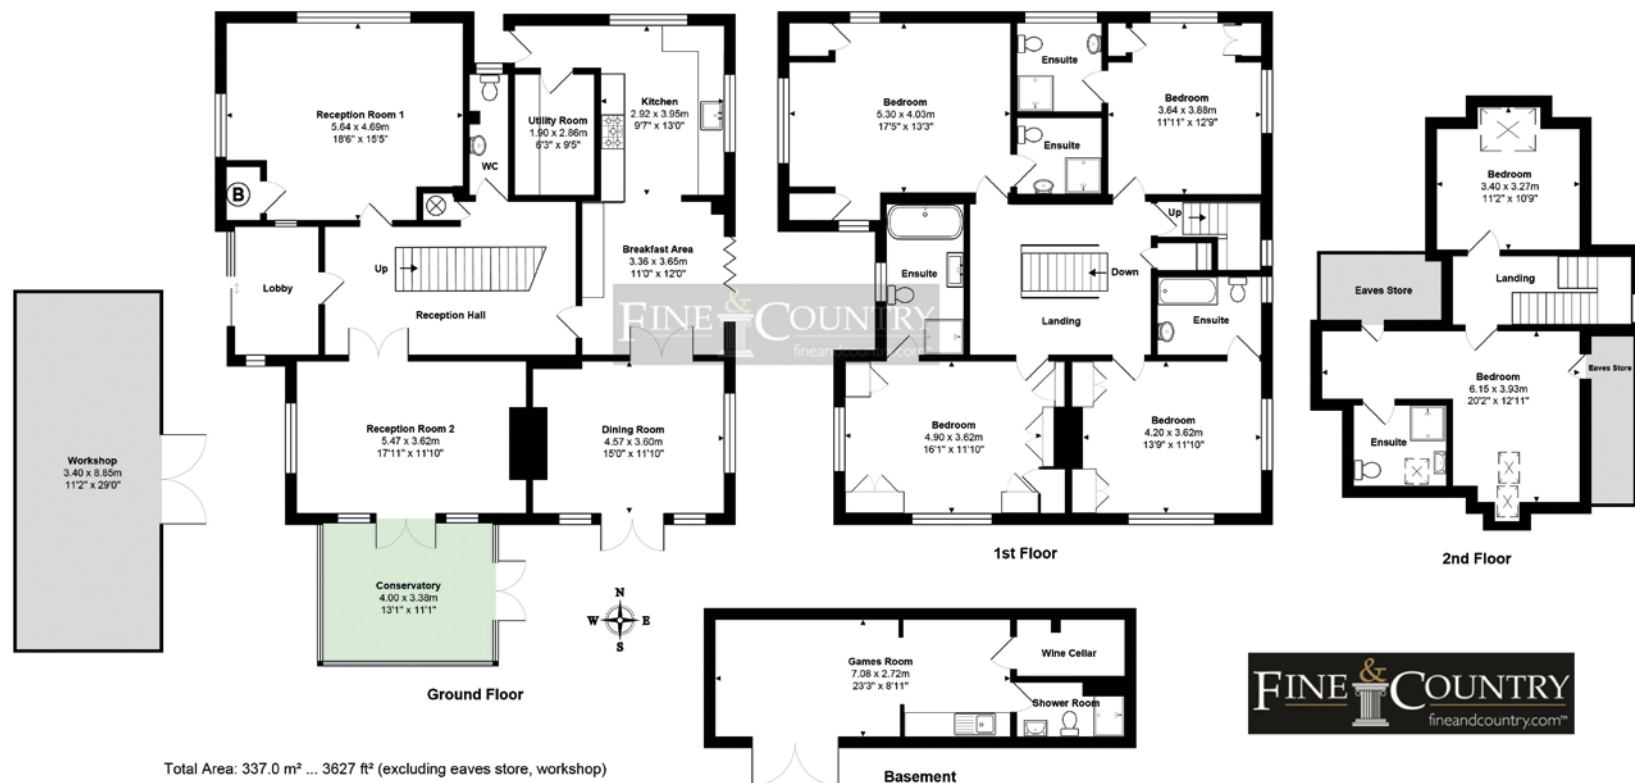 Reception Room 1
5.64 x 4.69m
18'6" x 15'5"
B
WC
Utility Room
1.90 x 2.86m
6'3" x 9'5"
Kitchen
2.92 x 3.95m
9'7" x 13'0"
Breakfast Area
3.36 x 3.65m
11'0" x 12'0"
Up
Lobby
Reception Hall
Reception Room 2
5.47 x 3.62m
17'11" x 11'10"
Dining Room
4.57 x 3.60m
15'0" x 11'10"
Conservatory
4.00 x 3.38m
13'1" x 11'1"
Workshop
3.40 x 8.85m
11'2" x 29'0"
Ground Floor
N
W E
S
FINE & COUNTRY
fineandcountry.com™
Bedroom
5.30 x 4.03m
17'5" x 13'3"
Ensuite
Ensuite
Bedroom
3.64 x 3.88m
11'11" x 12'9"
Up
Ensuite
Down
Landing
Ensuite
Bedroom
4.90 x 3.62m
16'1" x 11'10"
Bedroom
4.20 x 3.62m
13'9" x 11'10"
1st Floor
Bedroom
3.40 x 3.27m
11'2" x 10'9"
Eaves Store
Landing
Bedroom
6.15 x 3.93m
20'2" x 12'11"
Eaves Store
Ensuite
2nd Floor
Games Room
7.08 x 2.72m
23'3" x 8'11"
Wine Cellar
Shower Room
Basement
FINE & COUNTRY
fineandcountry.com™
Total Area: 337.0 m² ... 3627 ft² (excluding eaves store, workshop)